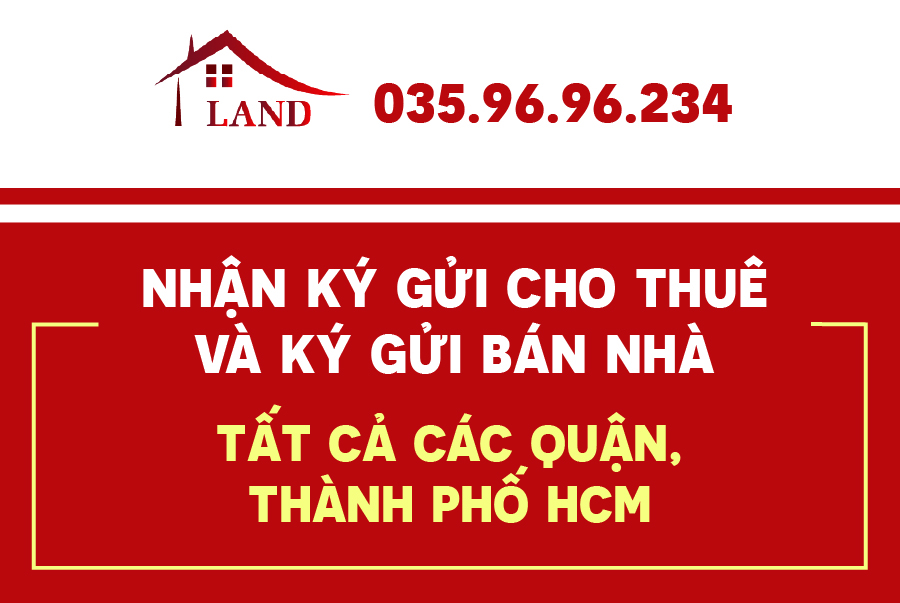 LAND
035.96.96.234
NHẬN KÝ GỬI CHO THUÊ
VÀ KÝ GỬI BÁN NHÀ
TẤT CẢ CÁC QUẬN,
THÀNH PHỐ HCM